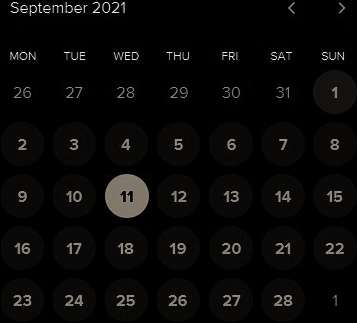 September 2021
MON TUE WED THU FRI SAT SUN
26 27 28 29 30 31 1
2 3 4 5 6 7 8
9 10 11 12 13 14 15
16 17 18 19 20 21 22
23 24 25 26 27 28 1